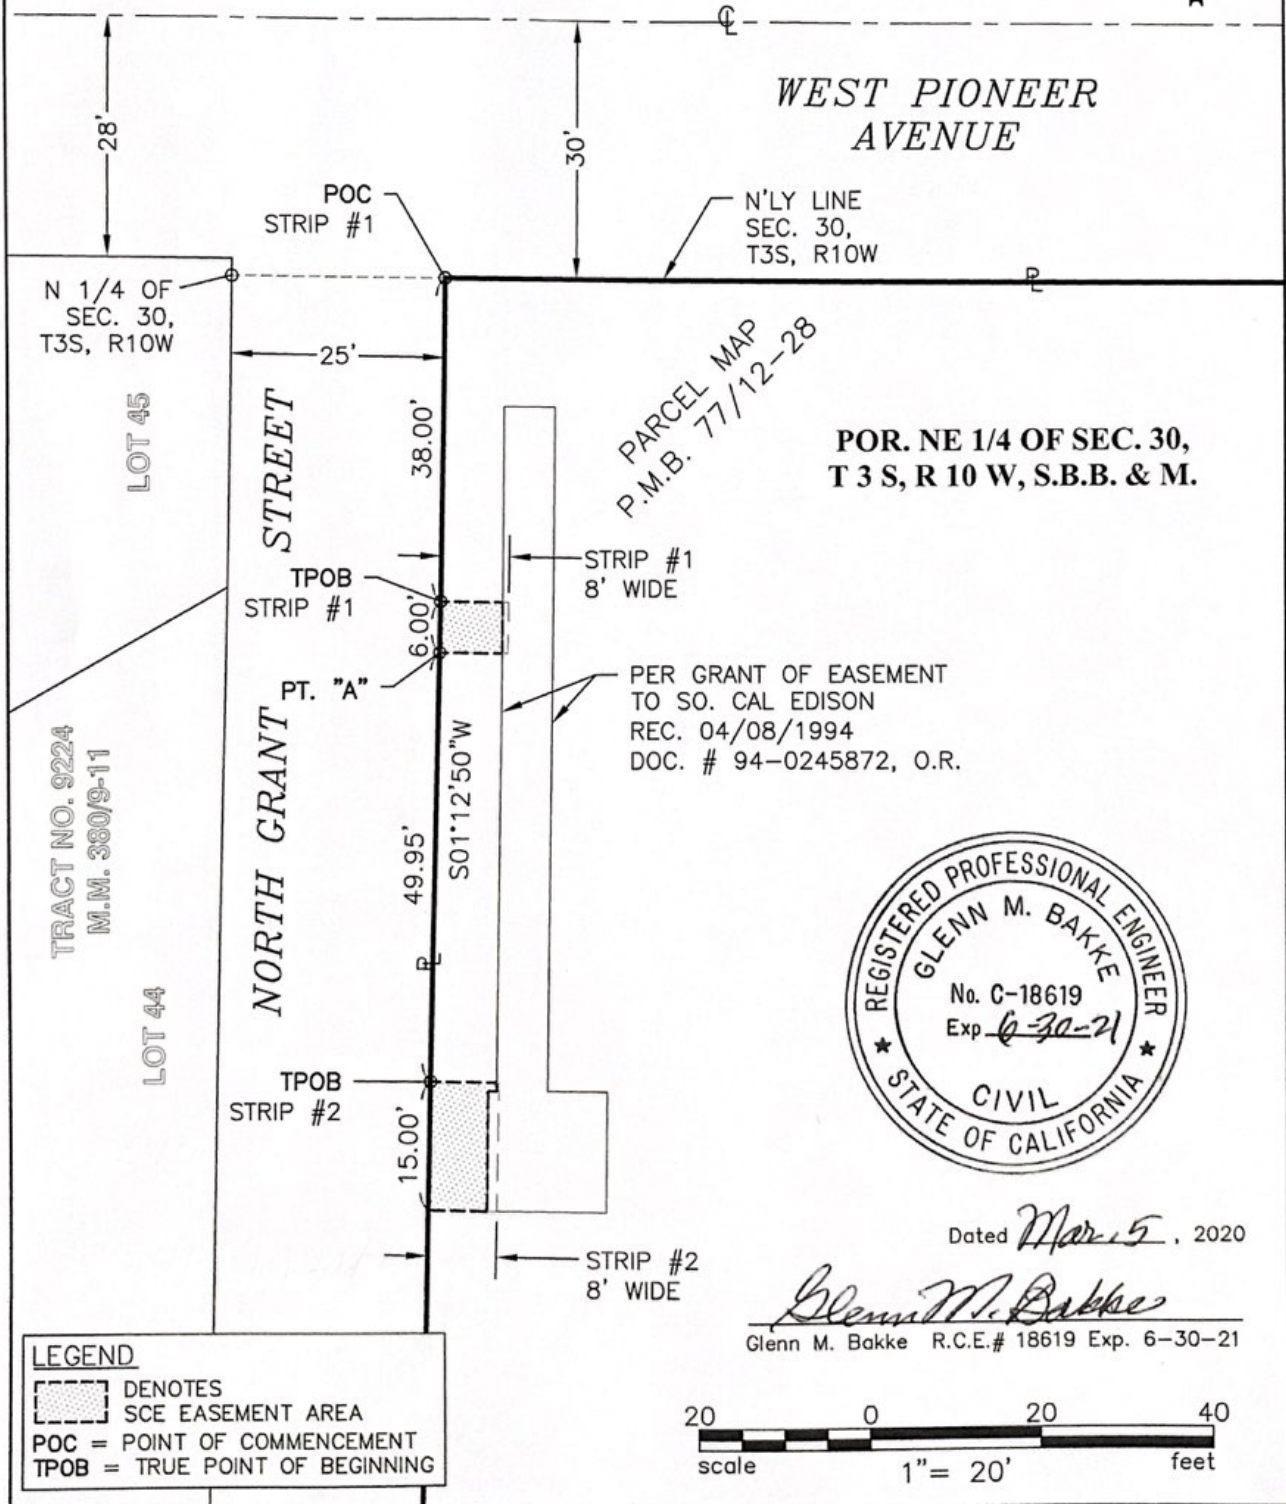 ℄
WEST PIONEER
AVENUE
28'
30'
POC
STRIP #1
N'LY LINE
SEC. 30,
T3S, R10W
N 1/4 OF
SEC. 30,
T3S, R10W
℄
25'
PARCEL MAP
P.M.B. 77/12-28
LOT 45
STREET
38.00'
POR. NE 1/4 OF SEC. 30,
T 3 S, R 10 W, S.B.B. & M.
STRIP #1
8' WIDE
TPOB
STRIP #1
6.00'
PT. "A"
PER GRANT OF EASEMENT
TO SO. CAL EDISON
REC. 04/08/1994
DOC. # 94-0245872, O.R.
TRACT NO. 9224
M.M. 380/9-11
NORTH GRANT
S01°12'50"W
49.95'
LOT 44
REGISTERED PROFESSIONAL ENGINEER
GLENN M. BAKKE
No. C-18619
Exp 6-30-21
CIVIL
STATE OF CALIFORNIA
TPOB
STRIP #2
15.00'
STRIP #2
8' WIDE
Dated Mar. 5, 2020
Glenn M. Bakke
Glenn M. Bakke R.C.E.# 18619 Exp. 6-30-21
LEGEND
DENOTES
SCE EASEMENT AREA
POC = POINT OF COMMENCEMENT
TPOB = TRUE POINT OF BEGINNING
20 0 20 40
scale 1"= 20' feet